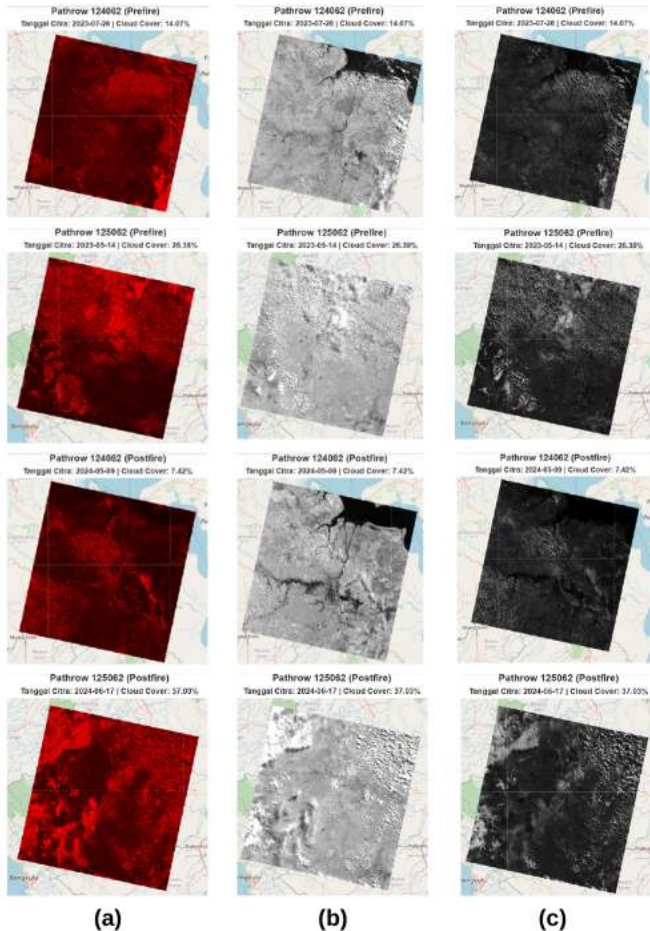 Pathrow 124062 (Prefire)
Tanggal Citra: 2023-07-26 | Cloud Cover: 14.07%
Pathrow 124062 (Prefire)
Tanggal Citra: 2023-07-26 | Cloud Cover: 14.07%
Pathrow 124062 (Prefire)
Tanggal Citra: 2023-07-26 | Cloud Cover: 14.07%
Pathrow 125062 (Prefire)
Tanggal Citra: 2023-05-14 | Cloud Cover: 26.38%
Pathrow 125062 (Prefire)
Tanggal Citra: 2023-05-14 | Cloud Cover: 26.38%
Pathrow 125062 (Prefire)
Tanggal Citra: 2023-05-14 | Cloud Cover: 26.38%
Bengkulu
Pathrow 124062 (Postfire)
Tanggal Citra: 2024-05-09 | Cloud Cover: 7.42%
Pathrow 124062 (Postfire)
Tanggal Citra: 2024-05-09 | Cloud Cover: 7.42%
Pathrow 124062 (Postfire)
Tanggal Citra: 2024-05-09 | Cloud Cover: 7.42%
Pathrow 125062 (Postfire)
Tanggal Citra: 2024-06-17 | Cloud Cover: 37.03%
Pathrow 125062 (Postfire)
Tanggal Citra: 2024-06-17 | Cloud Cover: 37.03%
Pathrow 125062 (Postfire)
Tanggal Citra: 2024-06-17 | Cloud Cover: 37.03%
Bengkulu
(a)
(b)
(c)